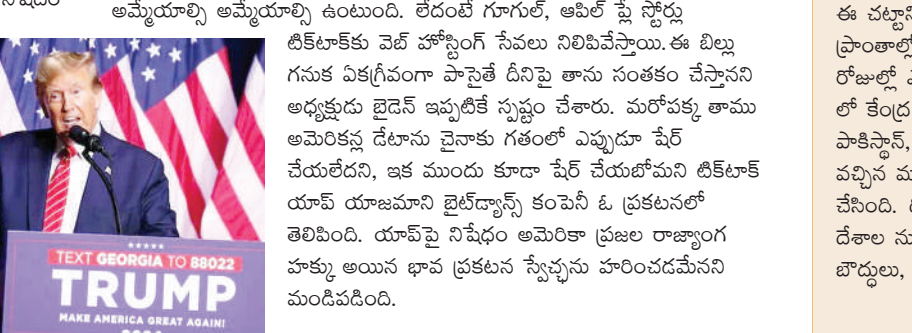 అమ్మేయాల్సి అమ్మేయాల్సి ఉంటుంది. లేదంటే గూగుల్, ఆపిల్ ప్లే స్టోర్లు
టిక్‌టాక్‌కు వెబ్ హోస్టింగ్ సేవలు నిలిపివేస్తాయి.ఈ బిల్లు
గనుక ఏకగ్రీవంగా పాసైతే దీనిపై తాను సంతకం చేస్తానని
అధ్యక్షుడు బైడెన్ ఇప్పటికే స్పష్టం చేశారు. మరోపక్క తాము
అమెరికన్ల డేటాను చైనాకు గతంలో ఎప్పుడూ షేర్
చేయలేదని, ఇక ముందు కూడా షేర్ చేయబోమని టిక్‌టాక్
యాప్ యాజమాని బైట్‌డ్యాన్స్ కంపెనీ ఓ ప్రకటనలో
తెలిపింది. యాప్‌పై నిషేధం అమెరికా ప్రజల రాజ్యాంగ
హక్కు అయిన భావ ప్రకటన స్వేచ్ఛను హరించడమేనని
మండిపడింది.
TEXT GEORGIA TO 88022
TRUMP
MAKE AMERICA GREAT AGAIN!
ఈ
రోజుల్లో
లో కేంద్ర
పాకిస్థాన్,
వచ్చిన
చేసింది.
దేశాల
బౌద్ధులు,